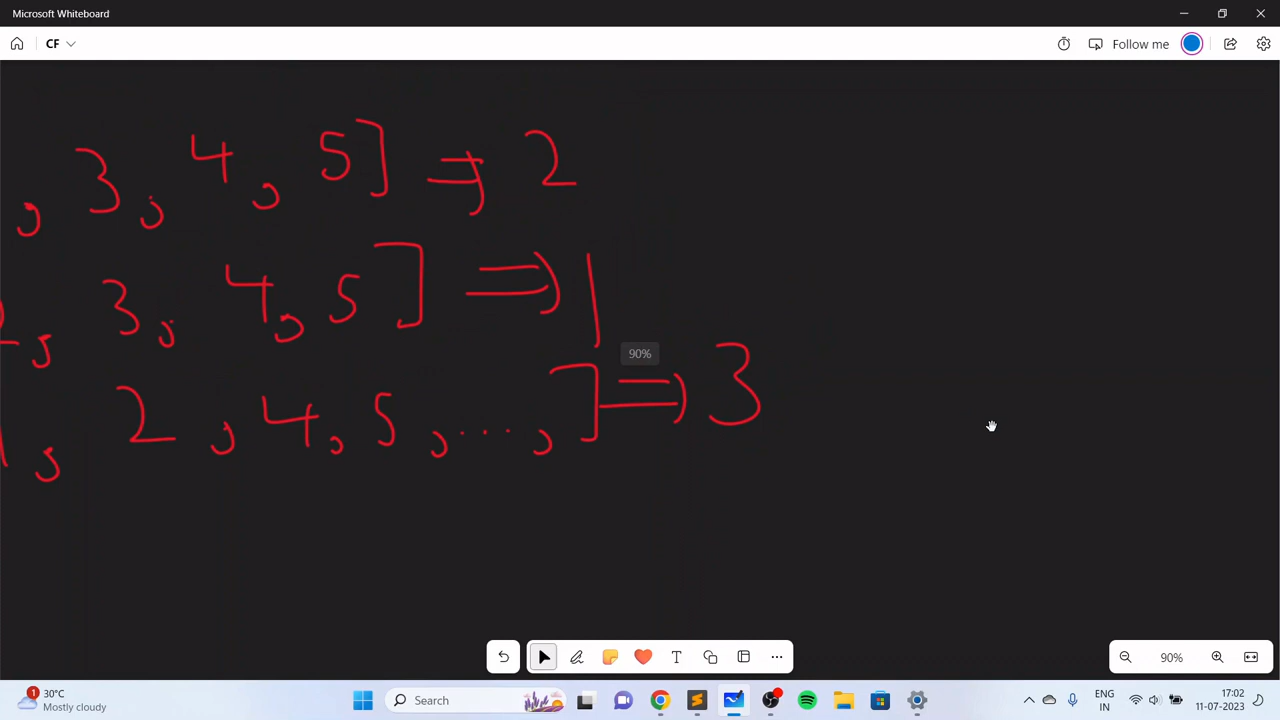 Microsoft Whiteboard
CF
Follow me
, 3, 4, 5] ⇒ 2
, 3, 4, 5] ⇒ 1
90%
, 2, 4, 5, ..., ] ⇒ 3
90%
1
30°C
Mostly cloudy
Search
ENG
IN
17:02
11-07-2023